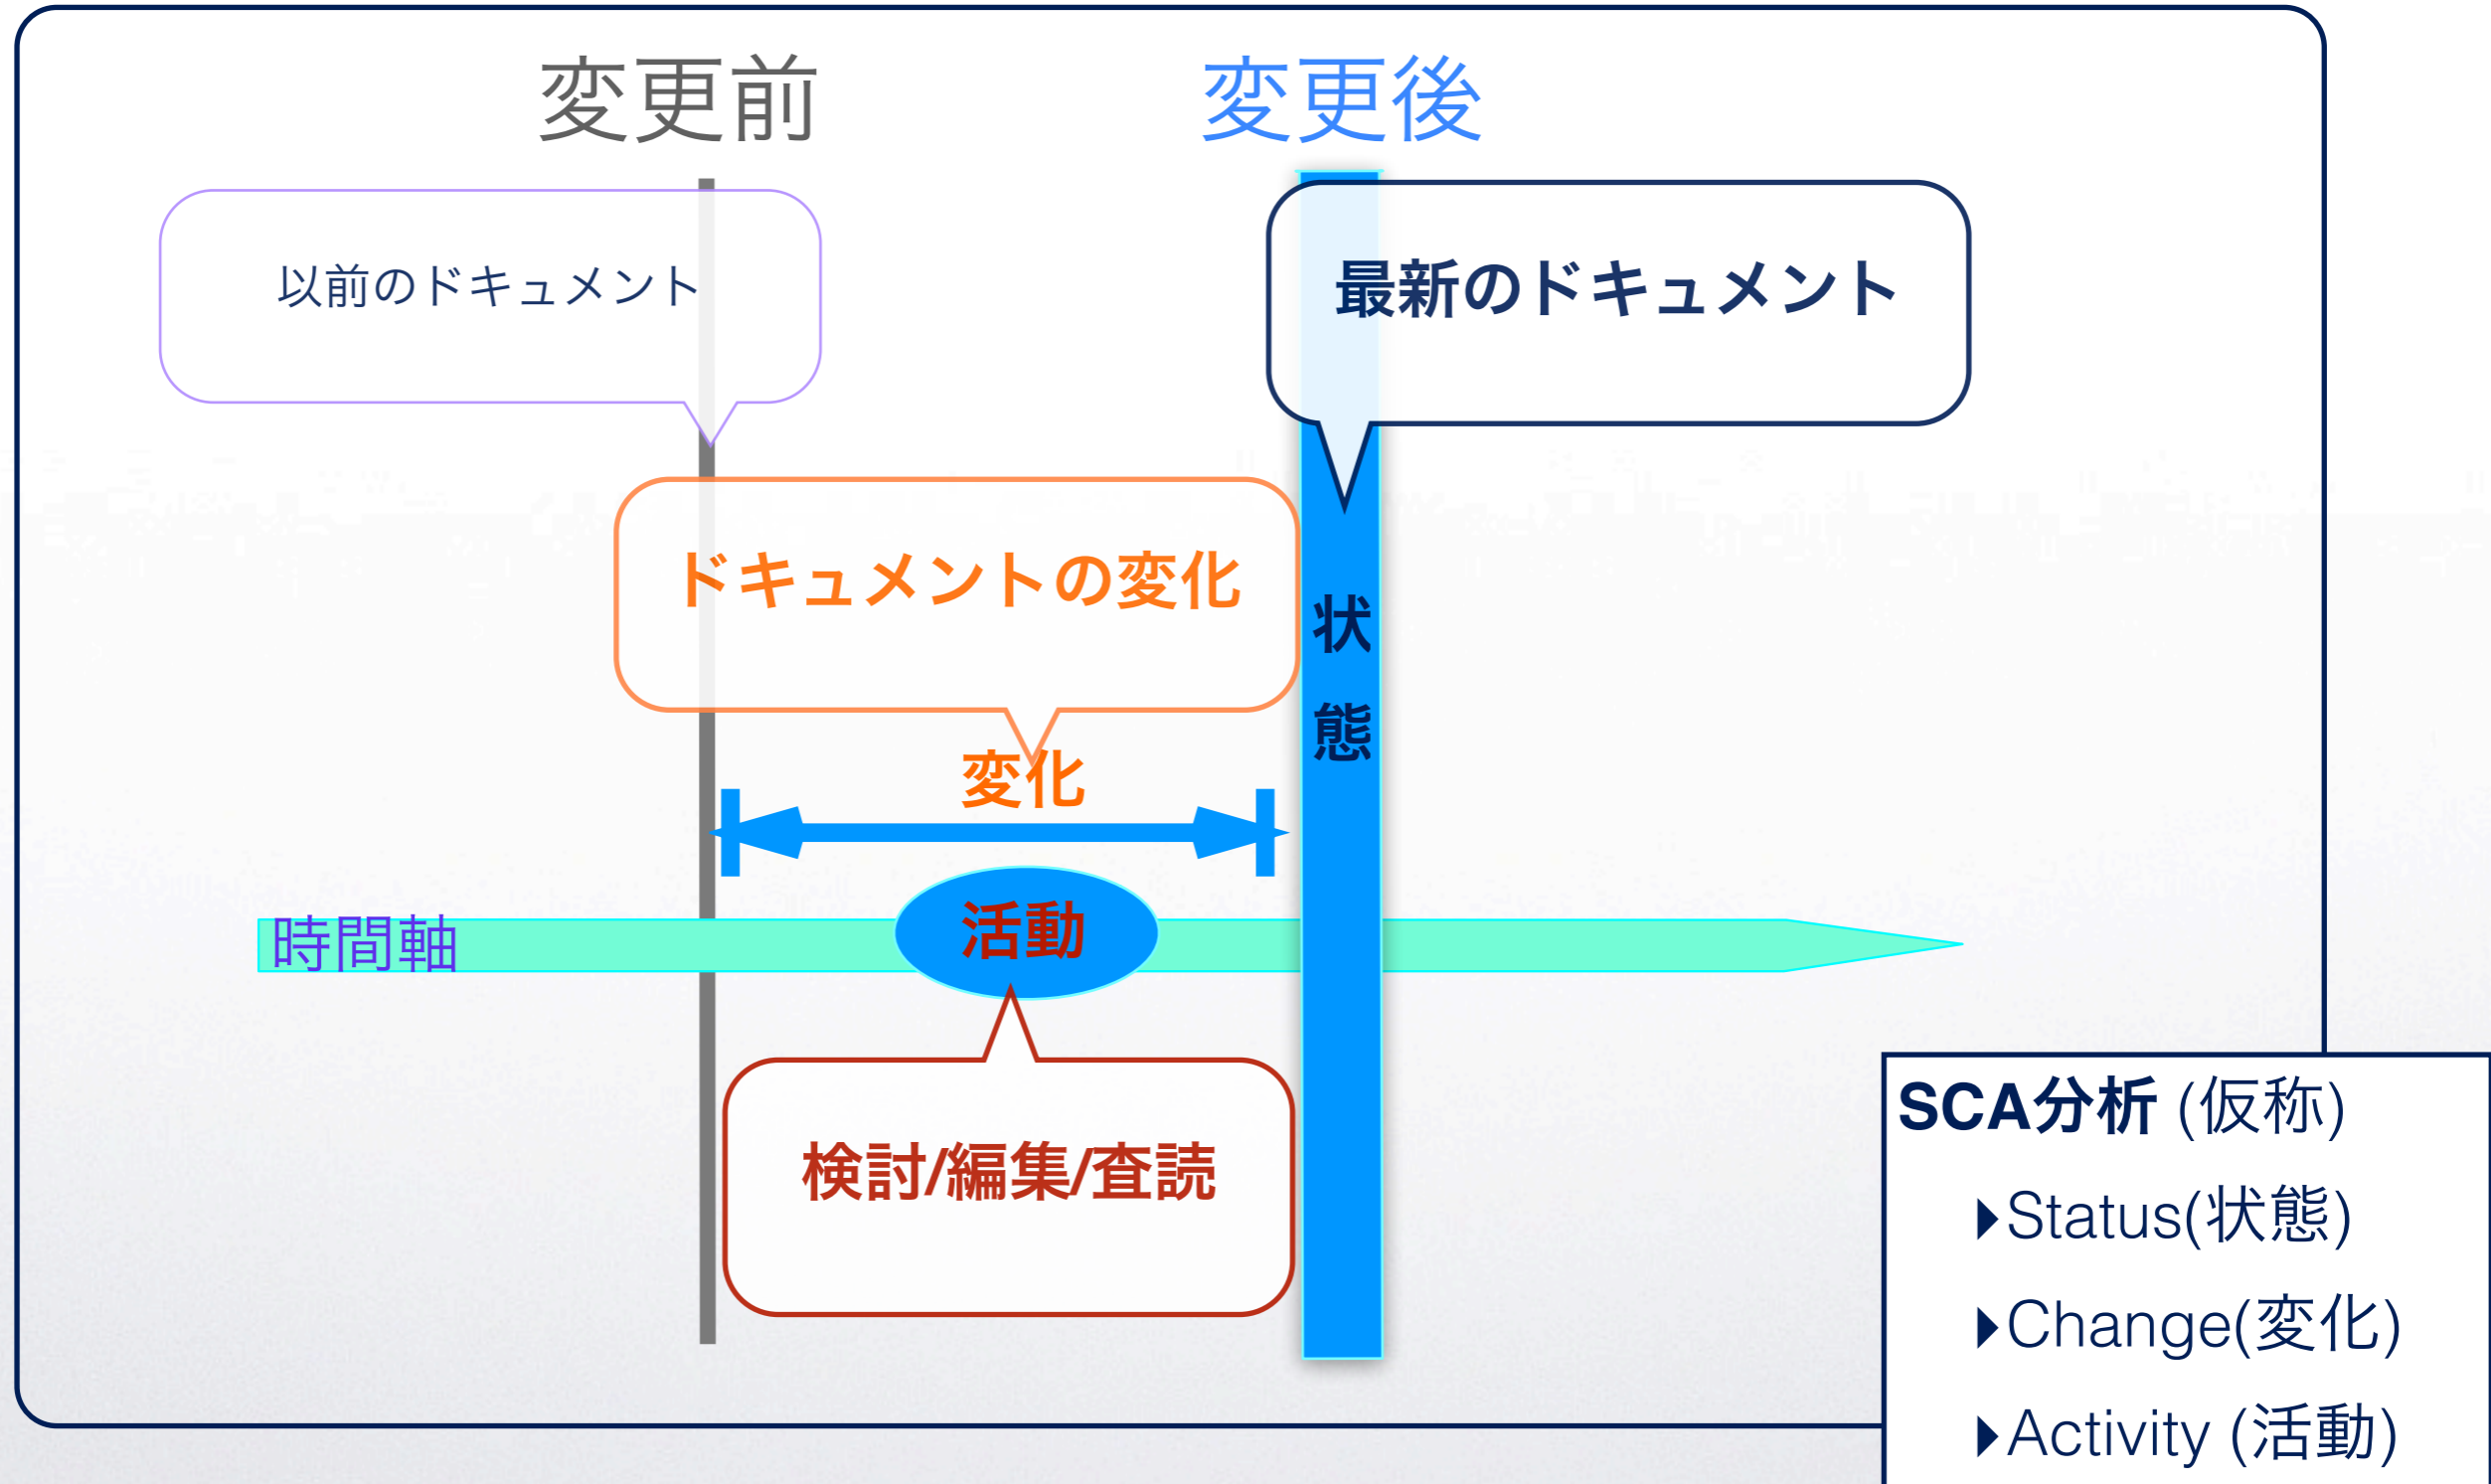 変更前
変更後
以前のドキュメント
最新のドキュメント
ドキュメントの変化
状
態
変化
時間軸
活動
検討/編集/査読
SCA分析 (仮称)
▶Status(状態)
▶Change(変化)
▶Activity (活動)